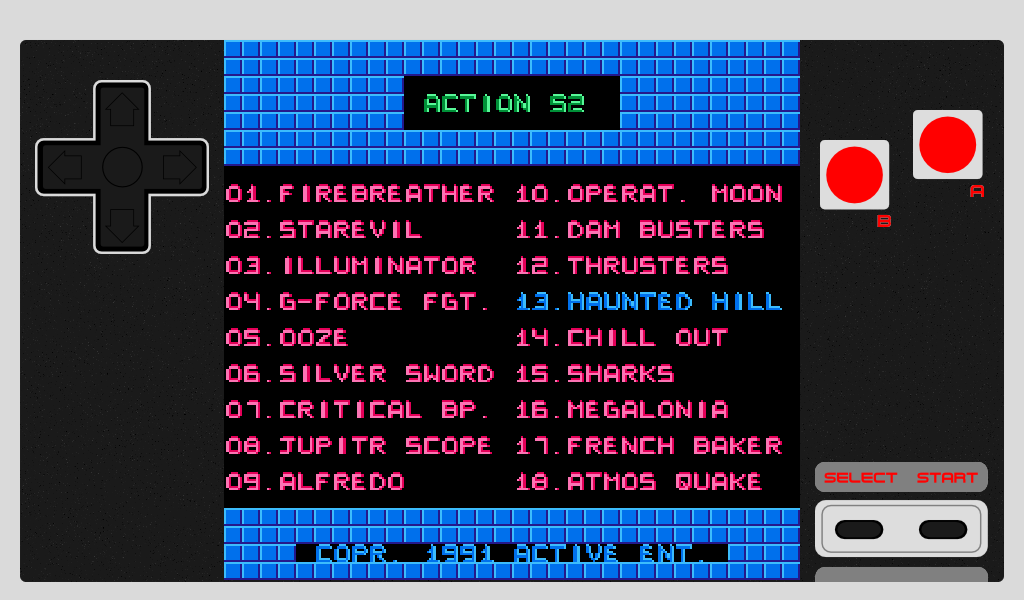 ACTION 52
01.FIREBREATHER 10.OPERAT. MOON
02.STAREVIL 11.DAM BUSTERS
03.ILLUMINATOR 12.THRUSTERS
04.G-FORCE FGT. 13.HAUNTED HILL
05.OOZE 14.CHILL OUT
06.SILVER SWORD 15.SHARKS
07.CRITICAL BP. 16.MEGALONIA
08.JUPITR SCOPE 17.FRENCH BAKER
09.ALFREDO 18.ATMOS QUAKE
COPR. 1991 ACTIVE ENT.
A
B
SELECT START